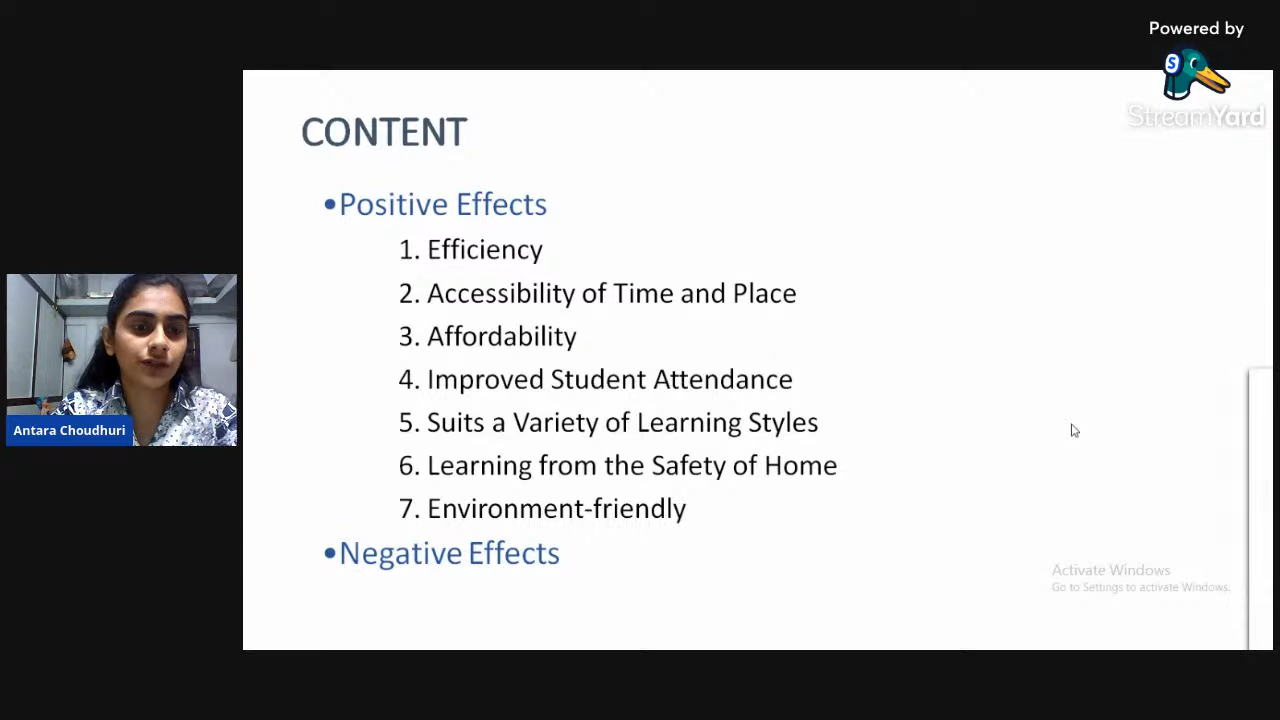 Powered by
S
StreamYard
CONTENT
•Positive Effects
1. Efficiency
2. Accessibility of Time and Place
3. Affordability
4. Improved Student Attendance
5. Suits a Variety of Learning Styles
6. Learning from the Safety of Home
7. Environment-friendly
•Negative Effects
Antara Choudhuri
Activate Windows
Go to Settings to activate Windows.